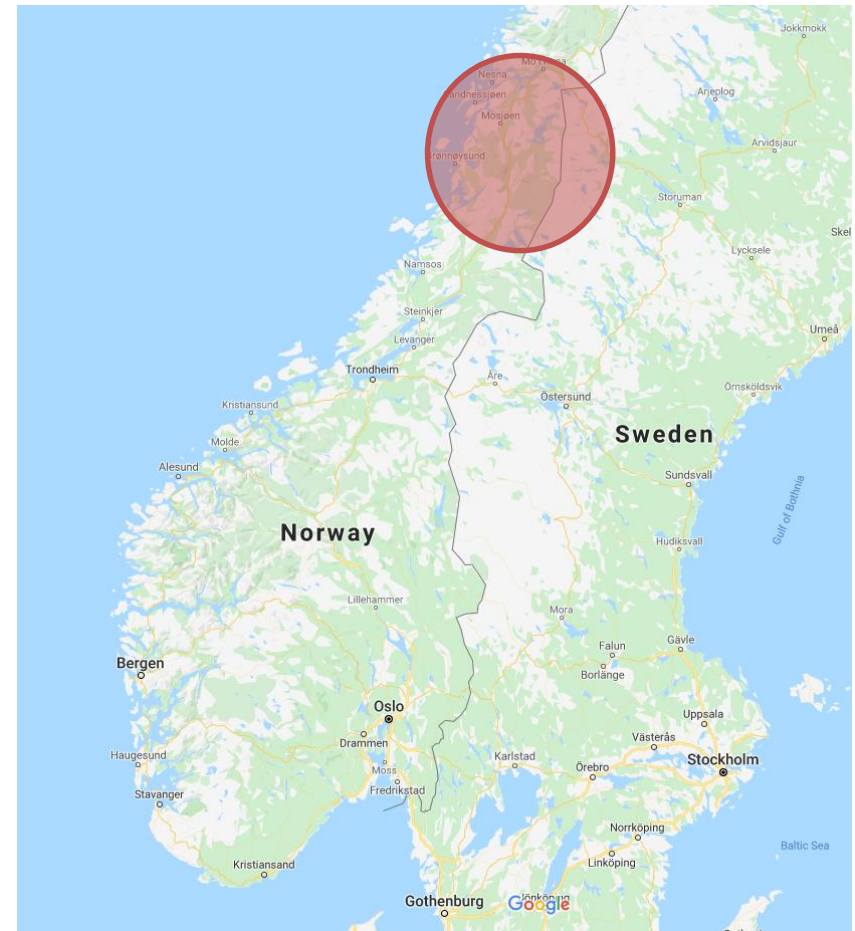 Jokkmokk
Mo i Rana
Nesna
Arjeplog
Sandnessjøen
Mosjøen
Arvidsjaur
Brønnøysund
Storuman
Skel
Lycksele
Namsos
Steinkjer
Umeå
Levanger
Trondheim
Åre
Örnsköldsvik
Östersund
Kristiansund
Sweden
Molde
Alesund
Sundsvall
Gulf of Bothnia
Norway
Hudiksvall
Lillehammer
Mora
Falun
Gävle
Bergen
Borlänge
Oslo
Uppsala
Drammen
Västerås
Haugesund
Karlstad
Stockholm
Moss
Örebro
Fredrikstad
Stavanger
Norrköping
Baltic Sea
Linköping
Kristiansand
Gothenburg
Jönköping
Google